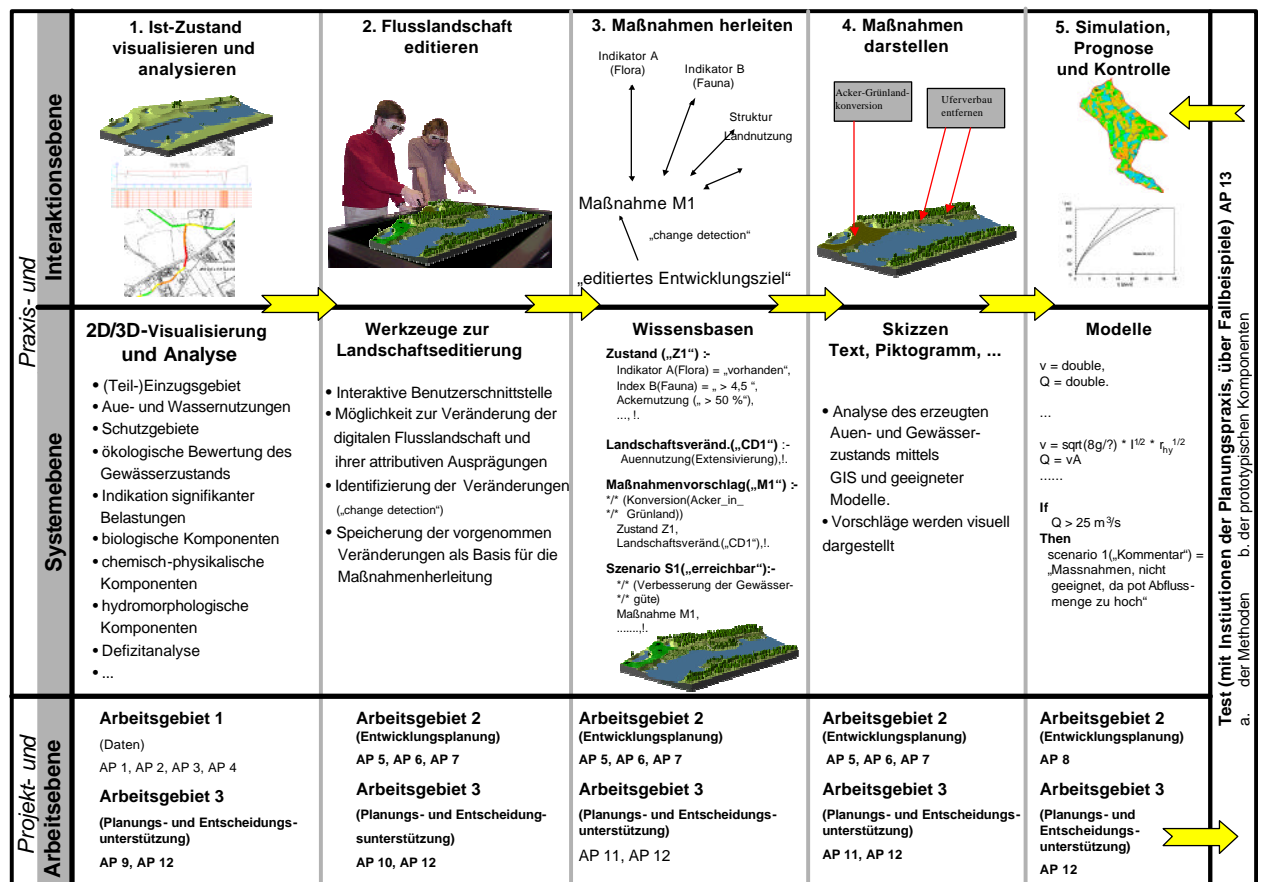 Praxis- und
Interaktionsebene
1. Ist-Zustand
visualisieren und
analysieren
2. Flusslandschaft
editieren
3. Maßnahmen herleiten
Indikator A
(Flora)
Indikator B
(Fauna)
Struktur
Landnutzung
Maßnahme M1
„change detection“
„editiertes Entwicklungsziel“
4. Maßnahmen
darstellen
Acker-Grünland-
konversion
Uferverbau
entfernen
5. Simulation,
Prognose
und Kontrolle
Systemebene
2D/3D-Visualisierung
und Analyse
• (Teil-)Einzugsgebiet
• Aue- und Wassernutzungen
• Schutzgebiete
• ökologische Bewertung des
Gewässerzustands
• Indikation signifikanter
Belastungen
• biologische Komponenten
• chemisch-physikalische
Komponenten
• hydromorphologische
Komponenten
• Defizitanalyse
• ...
Werkzeuge zur
Landschaftseditierung
• Interaktive Benutzerschnittstelle
• Möglichkeit zur Veränderung der
digitalen Flusslandschaft und
ihrer attributiven Ausprägungen
• Identifizierung der Veränderungen
(„change detection“)
• Speicherung der vorgenommen
Veränderungen als Basis für die
Maßnahmenherleitung
Wissensbasen
Zustand („Z1“) :-
Indikator A(Flora) = „vorhanden“,
Index B(Fauna) = „ > 4,5 “,
Ackernutzung („ > 50 %“),
..., !.
Landschaftsveränd.(„CD1“) :-
Auennutzung(Extensivierung),!.
Maßnahmenvorschlag(„M1“) :-
*/* (Konversion(Acker_in_
*/* Grünland))
Zustand Z1,
Landschaftsveränd.(„CD1“),!.
Szenario S1(„erreichbar“):-
*/* (Verbesserung der Gewässer-
*/* güte)
Maßnahme M1,
.......,!.
Skizzen
Text, Piktogramm, ...
• Analyse des erzeugten
Auen- und Gewässer-
zustands mittels
GIS und geeigneter
Modelle.
• Vorschläge werden visuell
dargestellt
Modelle
v = double,
Q = double.
...
v = sqrt(8g/?) * I1/2 * rhy1/2
Q = vA
......
If
Q > 25 m³/s
Then
scenario 1(„Kommentar“) =
„Massnahmen, nicht
geeignet, da pot Abfluss-
menge zu hoch“
Projekt- und
Arbeitsebene
Arbeitsgebiet 1
(Daten)
AP 1, AP 2, AP 3, AP 4
Arbeitsgebiet 3
(Planungs- und Entscheidungs-
unterstützung)
AP 9, AP 12
Arbeitsgebiet 2
(Entwicklungsplanung)
AP 5, AP 6, AP 7
Arbeitsgebiet 3
(Planungs- und Entscheidung-
sunterstützung)
AP 10, AP 12
Arbeitsgebiet 2
(Entwicklungsplanung)
AP 5, AP 6, AP 7
Arbeitsgebiet 3
(Planungs- und Entscheidungs-
unterstützung)
AP 11, AP 12
Arbeitsgebiet 2
(Entwicklungsplanung)
AP 5, AP 6, AP 7
Arbeitsgebiet 3
(Planungs- und Entscheidungs-
unterstützung)
AP 11, AP 12
Arbeitsgebiet 2
(Entwicklungsplanung)
AP 8
Arbeitsgebiet 3
(Planungs- und
Entscheidungs-
unterstützung)
AP 12
Test (mit Instiutionen der Planungspraxis, über Fallbeispiele) AP 13
a. der Methoden b. der prototypischen Komponenten